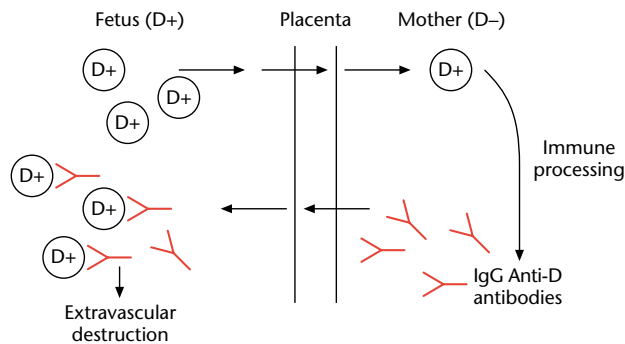 Fetus (D+)
Placenta
Mother (D–)
D+
D+
D+
D+
Immune
processing
D+
D+
D+
IgG Anti-D
antibodies
Extravascular
destruction